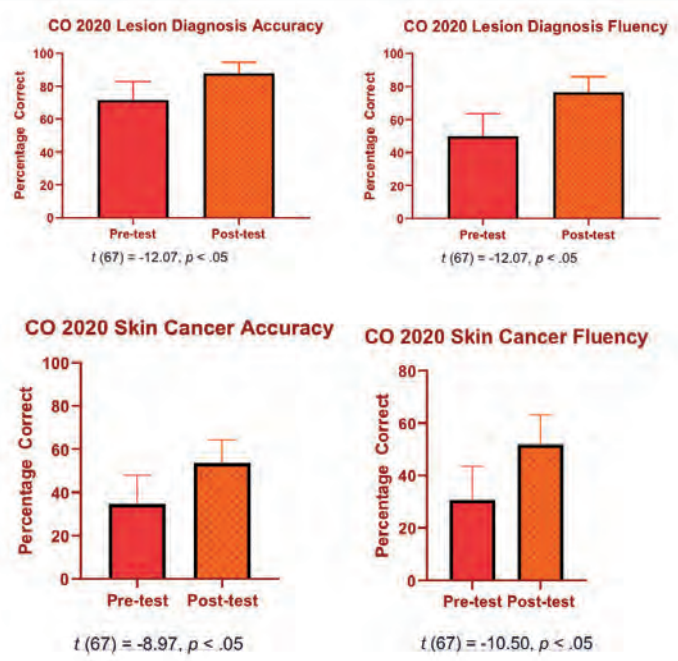 CO 2020 Lesion Diagnosis Accuracy
Percentage Correct
100
80
60
40
20
0
Pre-test Post-test
t (67) = -12.07, p < .05
CO 2020 Lesion Diagnosis Fluency
Percentage Correct
100
80
60
40
20
0
Pre-test Post-test
t (67) = -12.07, p < .05
CO 2020 Skin Cancer Accuracy
Percentage Correct
100
80
60
40
20
0
Pre-test Post-test
t (67) = -8.97, p < .05
CO 2020 Skin Cancer Fluency
Percentage Correct
80
60
40
20
0
Pre-test Post-test
t (67) = -10.50, p < .05